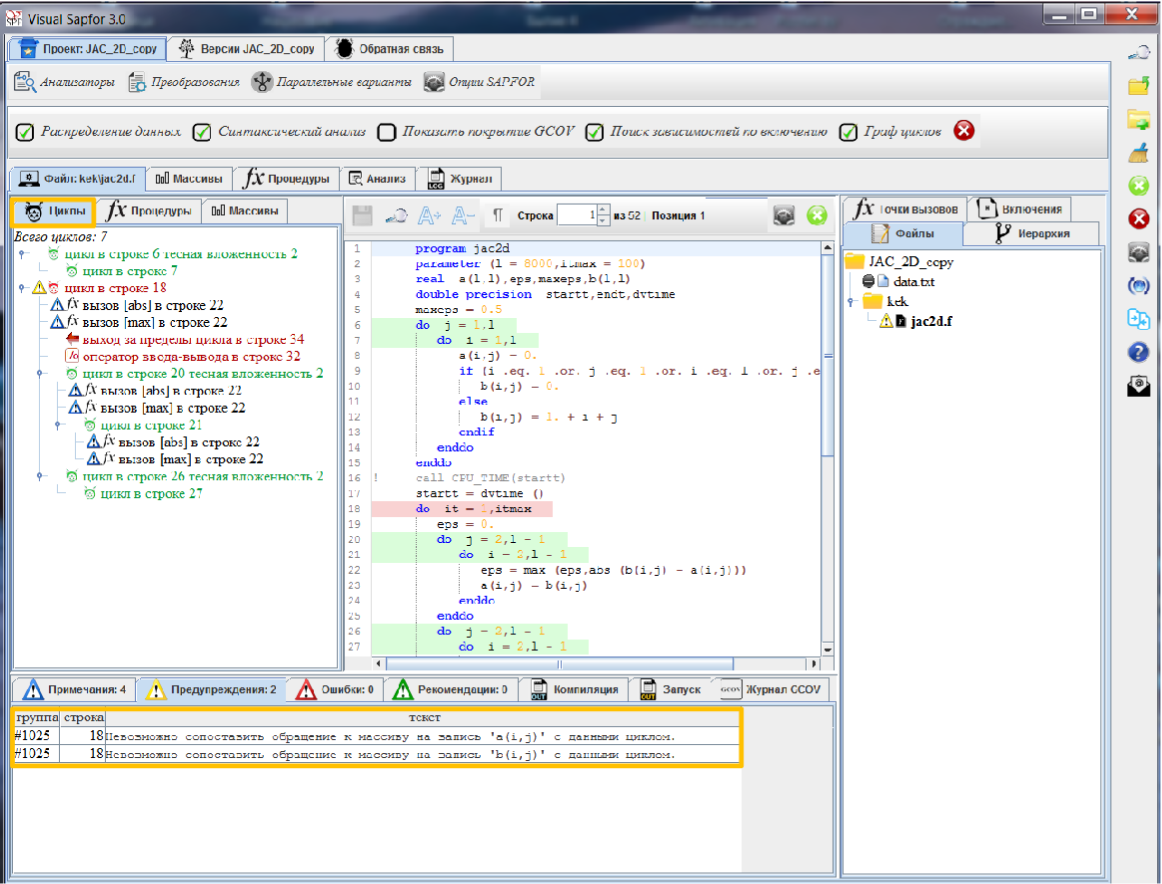 Visual Sapfor 3.0
Проект: JAC_2D_copy Версии JAC_2D_copy Обратная связь
Анализаторы Преобразования Параллельные варианты Опции SAPFOR
Распределение данных Синтаксический анализ Показать покрытие GCOV Поиск зависимостей по включению Граф циклов
Файл: kek\jac2d.f Массивы Процедуры Анализ Журнал
Циклы Процедуры Массивы
Всего циклов: 7
цикл в строке 6 тесная вложенность 2
цикл в строке 7
цикл в строке 18
вызов [abs] в строке 22
вызов [max] в строке 22
выход за пределы цикла в строке 34
оператор ввода-вывода в строке 32
цикл в строке 20 тесная вложенность 2
вызов [abs] в строке 22
вызов [max] в строке 22
цикл в строке 21
вызов [abs] в строке 22
вызов [max] в строке 22
цикл в строке 26 тесная вложенность 2
цикл в строке 27
Строка 1 из 52 Позиция 1
1 program jac2d
2 parameter (l = 8000,itmax = 100)
3 real a(l,l),eps,maxeps,b(l,l)
4 double precision startt,endt,dvtime
5 maxeps = 0.5
6 do j = 1,l
7 do i = 1,l
8 a(i,j) = 0.
9 if (i .eq. 1 .or. j .eq. 1 .or. i .eq. l .or. j .e
10 b(i,j) = 0.
11 else
12 b(i,j) = 1. + i + j
13 endif
14 enddo
15 enddo
16 ! call CPU_TIME(startt)
17 startt = dvtime ()
18 do it = 1,itmax
19 eps = 0.
20 do j = 2,l - 1
21 do i = 2,l - 1
22 eps = max (eps,abs (b(i,j) - a(i,j)))
23 a(i,j) = b(i,j)
24 enddo
25 enddo
26 do j = 2,l - 1
27 do i = 2,l - 1
Точки вызовов Включения
Файлы Иерархия
JAC_2D_copy
data.txt
kek
jac2d.f
Примечания: 4 Предупреждения: 2 Ошибки: 0 Рекомендации: 0 Компиляция Запуск Журнал GCOV
группа строка текст
#1025 18 Невозможно сопоставить обращение к массиву на запись 'a(i,j)' с данными циклом.
#1025 18 Невозможно сопоставить обращение к массиву на запись 'b(i,j)' с данными циклом.